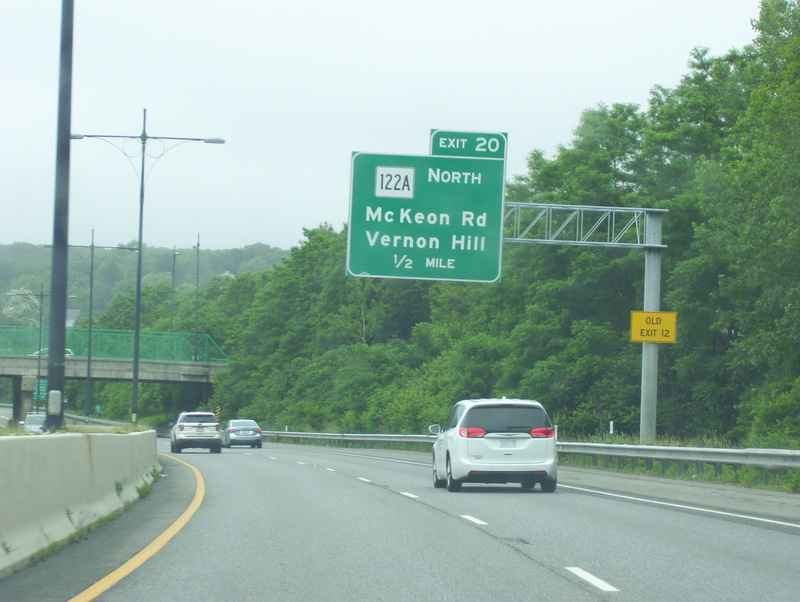 EXIT 20
122A NORTH
McKeon Rd
Vernon Hill
1/2 MILE
OLD
EXIT 12